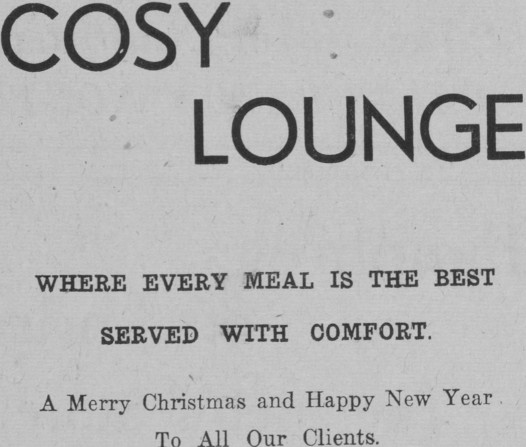 COSY
LOUNGE
WHERE EVERY MEAL IS THE BEST
SERVED WITH COMFORT.
A Merry Christmas and Happy New Year
To All Our Clients.